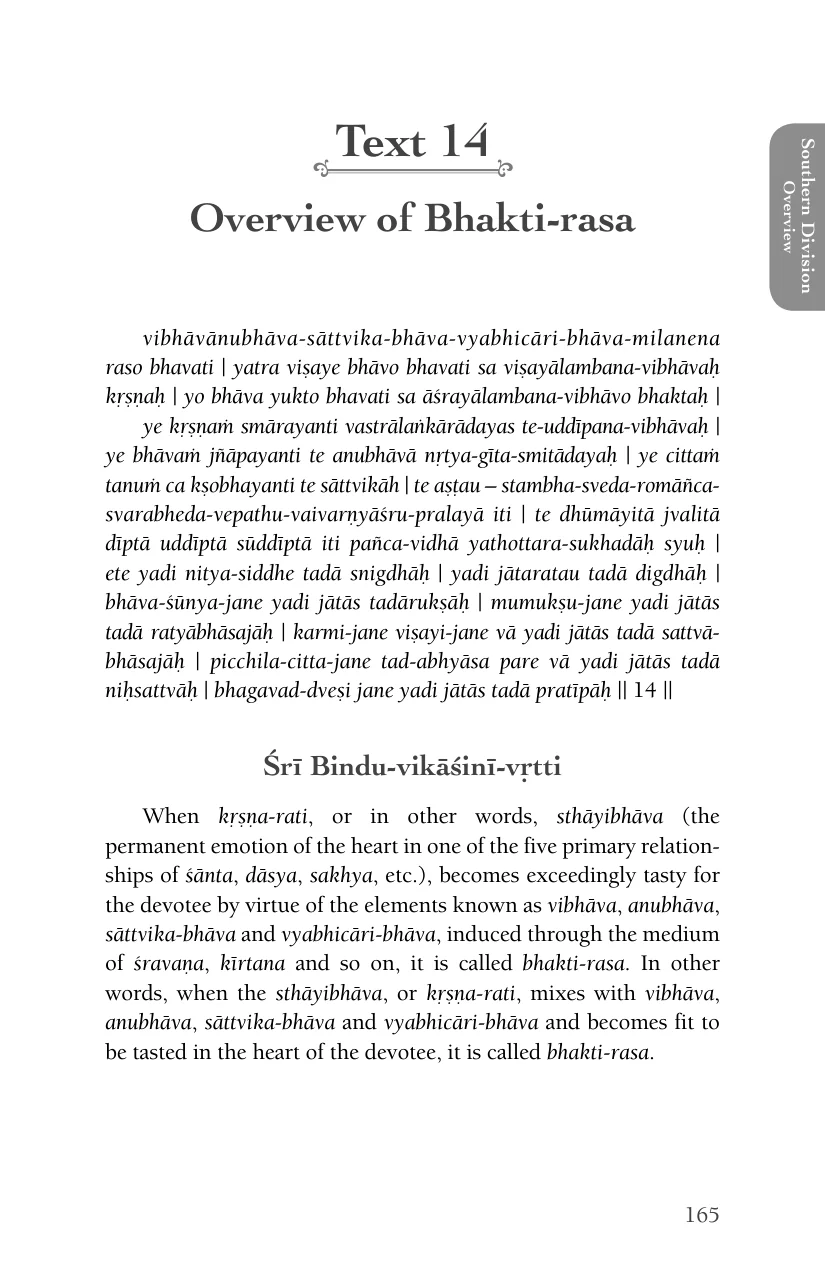 Text 14
Overview of Bhakti-rasa
Southern Division
Overview
vibhāvānubhāva-sāttvika-bhāva-vyabhicāri-bhāva-milanena
raso bhavati | yatra viṣaye bhāvo bhavati sa viṣayālambana-vibhāvaḥ
kṛṣṇaḥ | yo bhāva yukto bhavati sa āśrayālambana-vibhāvo bhaktaḥ |
ye kṛṣṇaṁ smārayanti vastrālaṅkārādayas te-uddīpana-vibhāvaḥ |
ye bhāvaṁ jñāpayanti te anubhāvā nṛtya-gīta-smitādayaḥ | ye cittaṁ
tanuṁ ca kṣobhayanti te sāttvikāh | te aṣṭau – stambha-sveda-romāñca-
svarabheda-vepathu-vaivarṇyāśru-pralayā iti | te dhūmāyitā jvalitā
dīptā uddīptā sūddīptā iti pañca-vidhā yathottara-sukhadāḥ syuḥ |
ete yadi nitya-siddhe tadā snigdhāḥ | yadi jātaratau tadā digdhāḥ |
bhāva-śūnya-jane yadi jātās tadārukṣāḥ | mumukṣu-jane yadi jātās
tadā ratyābhāsajāḥ | karmi-jane viṣayi-jane vā yadi jātās tadā sattvā-
bhāsajāḥ | picchila-citta-jane tad-abhyāsa pare vā yadi jātās tadā
niḥsattvāḥ | bhagavad-dveṣi jane yadi jātās tadā pratīpāḥ || 14 ||
Śrī Bindu-vikāśinī-vṛtti
When kṛṣṇa-rati, or in other words, sthāyibhāva (the
permanent emotion of the heart in one of the five primary relation-
ships of śānta, dāsya, sakhya, etc.), becomes exceedingly tasty for
the devotee by virtue of the elements known as vibhāva, anubhāva,
sāttvika-bhāva and vyabhicāri-bhāva, induced through the medium
of śravaṇa, kīrtana and so on, it is called bhakti-rasa. In other
words, when the sthāyibhāva, or kṛṣṇa-rati, mixes with vibhāva,
anubhāva, sāttvika-bhāva and vyabhicāri-bhāva and becomes fit to
be tasted in the heart of the devotee, it is called bhakti-rasa.
165